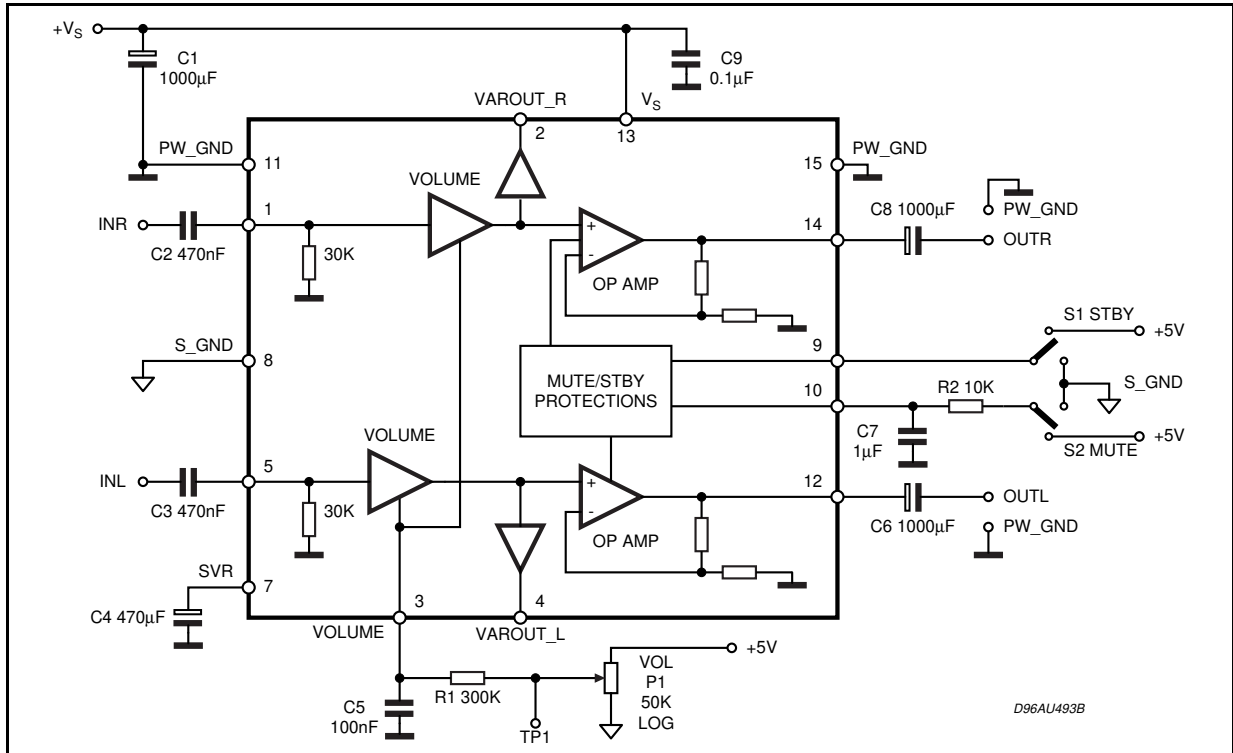 +VS
C1
1000µF
C9
0.1µF
VAROUT_R
VS
2
13
PW_GND
11
15
PW_GND
VOLUME
1
INR
C2 470nF
30K
+
-
OP AMP
14
C8 1000µF
PW_GND
OUTR
S1 STBY
+5V
S_GND
8
9
MUTE/STBY
PROTECTIONS
10
R2 10K
S_GND
C7
1µF
S2 MUTE
+5V
VOLUME
5
INL
C3 470nF
30K
+
-
OP AMP
12
C6 1000µF
OUTL
PW_GND
SVR
7
C4 470µF
3
4
VOLUME
VAROUT_L
+5V
VOL
P1
50K
LOG
R1 300K
C5
100nF
TP1
D96AU493B